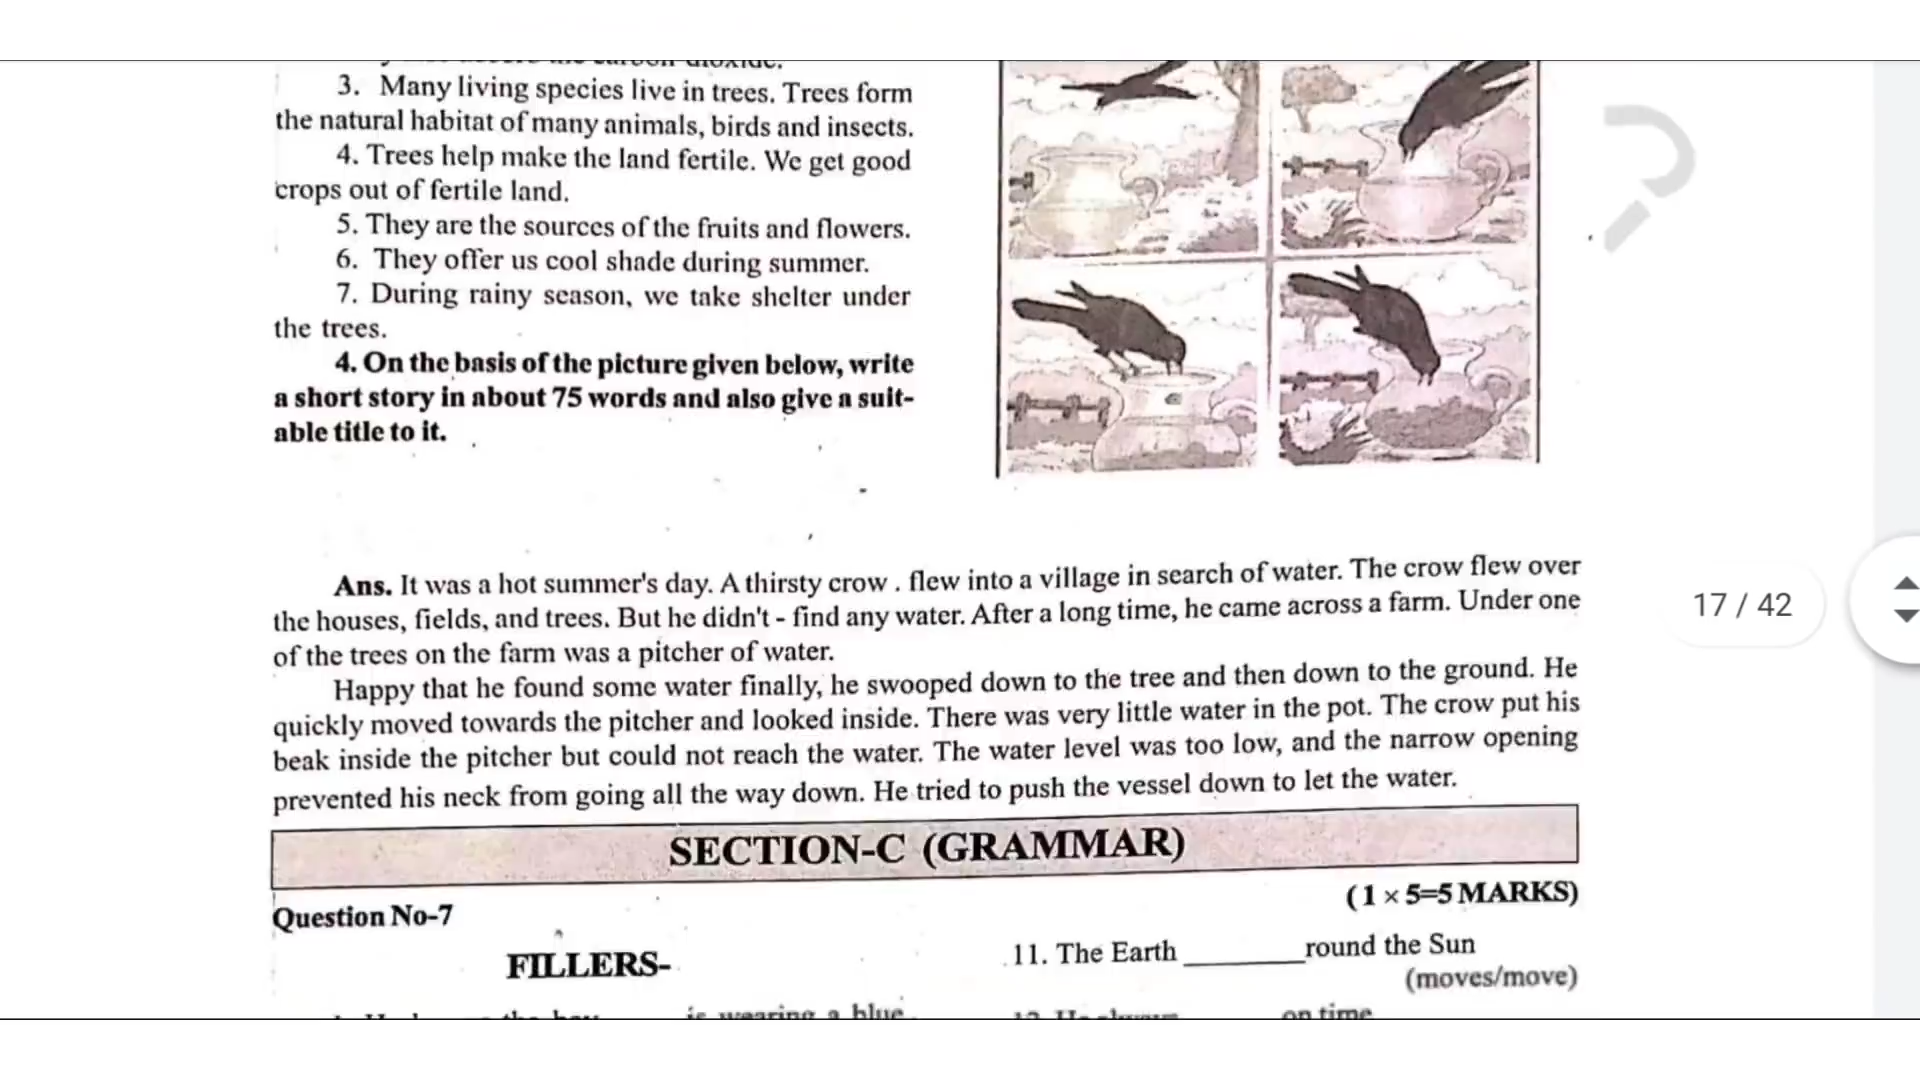 3. Many living species live in trees. Trees form
the natural habitat of many animals, birds and insects.
4. Trees help make the land fertile. We get good
crops out of fertile land.
5. They are the sources of the fruits and flowers.
6. They offer us cool shade during summer.
7. During rainy season, we take shelter under
the trees.
4. On the basis of the picture given below, write
a short story in about 75 words and also give a suit-
able title to it.
Ans. It was a hot summer's day. A thirsty crow . flew into a village in search of water. The crow flew over
the houses, fields, and trees. But he didn't - find any water. After a long time, he came across a farm. Under one
of the trees on the farm was a pitcher of water.
Happy that he found some water finally, he swooped down to the tree and then down to the ground. He
quickly moved towards the pitcher and looked inside. There was very little water in the pot. The crow put his
beak inside the pitcher but could not reach the water. The water level was too low, and the narrow opening
prevented his neck from going all the way down. He tried to push the vessel down to let the water.
17 / 42
SECTION-C (GRAMMAR)
(1 × 5=5 MARKS)
Question No-7
FILLERS-
11. The Earth ________round the Sun
(moves/move)
is wearing a blue
on time